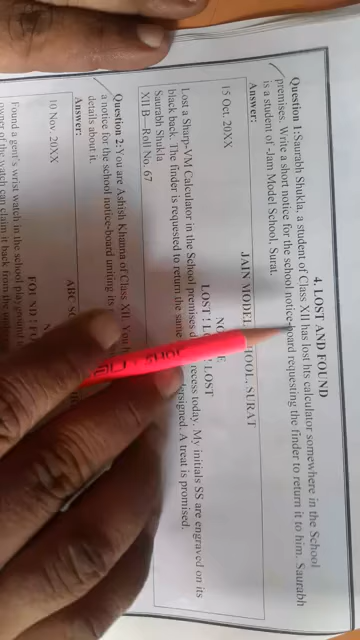 4. LOST AND FOUND
Question 1:Saurabh Shukla, a student of Class XII has lost his calculator somewhere in the School
premises. Write a short notice for the school notice-board requesting the finder to return it to him. Saurabh
is a student of -Jam Model School, Surat.
Answer:
JAIN MODEL SCHOOL, SURAT
15 Oct. 20XX
LOST LOST
Lost a Sharp-VM Calculator in the School premises recess today. My initials SS are engraved on its
black back. The finder is requested to return the same undersigned. A treat is promised.
Saurabh Shukla
XII B—Roll No. 67
Question 2:You are Ashish Khanna of Class XII. You
a notice for the school notice-board inviting its
details about it.
Answer:
ABC
10 Nov. 20XX
FOUND
Found a gent's wrist watch in the school playground
owner of the watch can claim it back from the